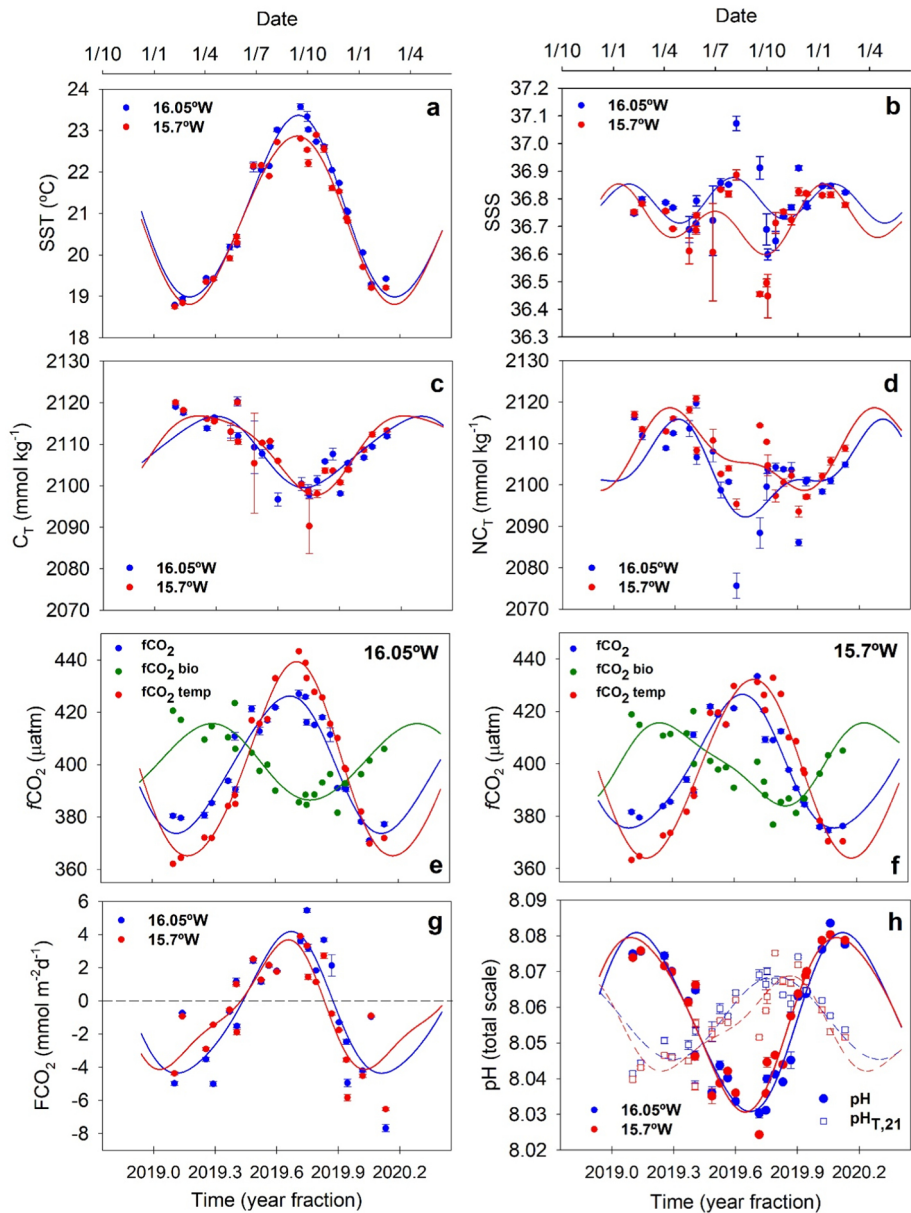 Date Date
1/10 1/1 1/4 1/7 1/10 1/1 1/4 1/10 1/1 1/4 1/7 1/10 1/1 1/4
a
16.05ºW
15.7ºW
SST (ºC)
24
23
22
21
20
19
18
b
16.05ºW
15.7ºW
SSS
37.2
37.1
37.0
36.9
36.8
36.7
36.6
36.5
36.4
36.3
c
CT (mmol kg-1)
2130
2120
2110
2100
2090
2080
2070
16.05ºW
15.7ºW
d
NCT (mmol kg-1)
2130
2120
2110
2100
2090
2080
2070
16.05ºW
15.7ºW
fCO2
fCO2 bio
fCO2 temp
16.05ºW
fCO2 (µatm)
440
420
400
380
360
e
fCO2
fCO2 bio
fCO2 temp
15.7ºW
fCO2 (µatm)
440
420
400
380
360
f
16.05ºW
15.7ºW
g
FCO2 (mmol m-2d-1)
6
4
2
0
-2
-4
-6
-8
2019.0 2019.3 2019.6 2019.9 2020.2
Time (year fraction)
h
pH (total scale)
8.09
8.08
8.07
8.06
8.05
8.04
8.03
8.02
16.05ºW
15.7ºW
pH
pHT,21
2019.0 2019.3 2019.6 2019.9 2020.2
Time (year fraction)